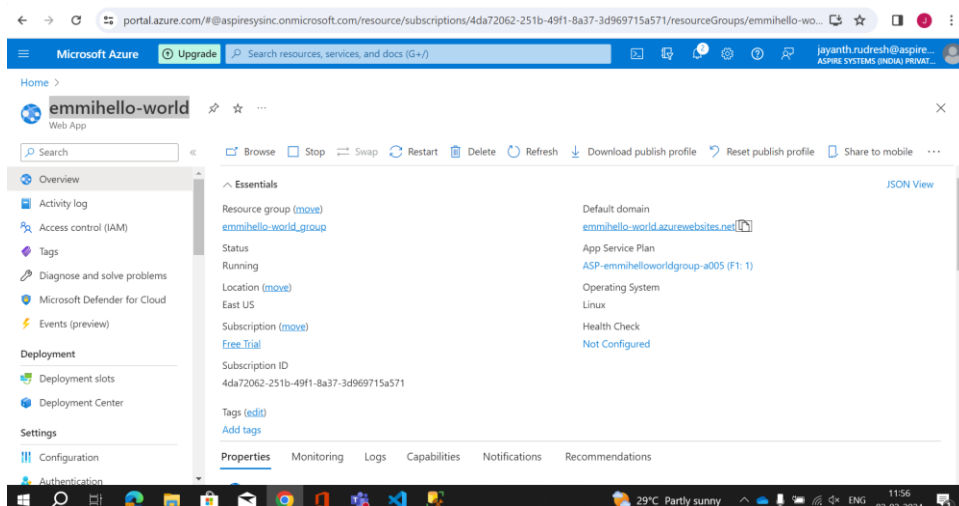 portal.azure.com/#@aspiresysinc.onmicrosoft.com/resource/subscriptions/4da72062-251b-49f1-8a37-3d969715a571/resourceGroups/emmihello-wo...
J
Microsoft Azure
Upgrade
Search resources, services, and docs (G+/)
2
jayanth.rudresh@aspire...
ASPIRE SYSTEMS (INDIA) PRIVAT...
Home >
emmihello-world
Web App
Search
Browse Stop Swap Restart Delete Refresh Download publish profile Reset publish profile Share to mobile ...
Overview
Activity log
Access control (IAM)
Tags
Diagnose and solve problems
Microsoft Defender for Cloud
Events (preview)
Deployment
Deployment slots
Deployment Center
Settings
Configuration
Authentication
Essentials
JSON View
Resource group (move)
emmihello-world_group
Status
Running
Location (move)
East US
Subscription (move)
Free Trial
Subscription ID
4da72062-251b-49f1-8a37-3d969715a571
Default domain
emmihello-world.azurewebsites.net
App Service Plan
ASP-emmihelloworldgroup-a005 (F1: 1)
Operating System
Linux
Health Check
Not Configured
Tags (edit)
Add tags
Properties Monitoring Logs Capabilities Notifications Recommendations
29°C Partly sunny
ENG
11:56